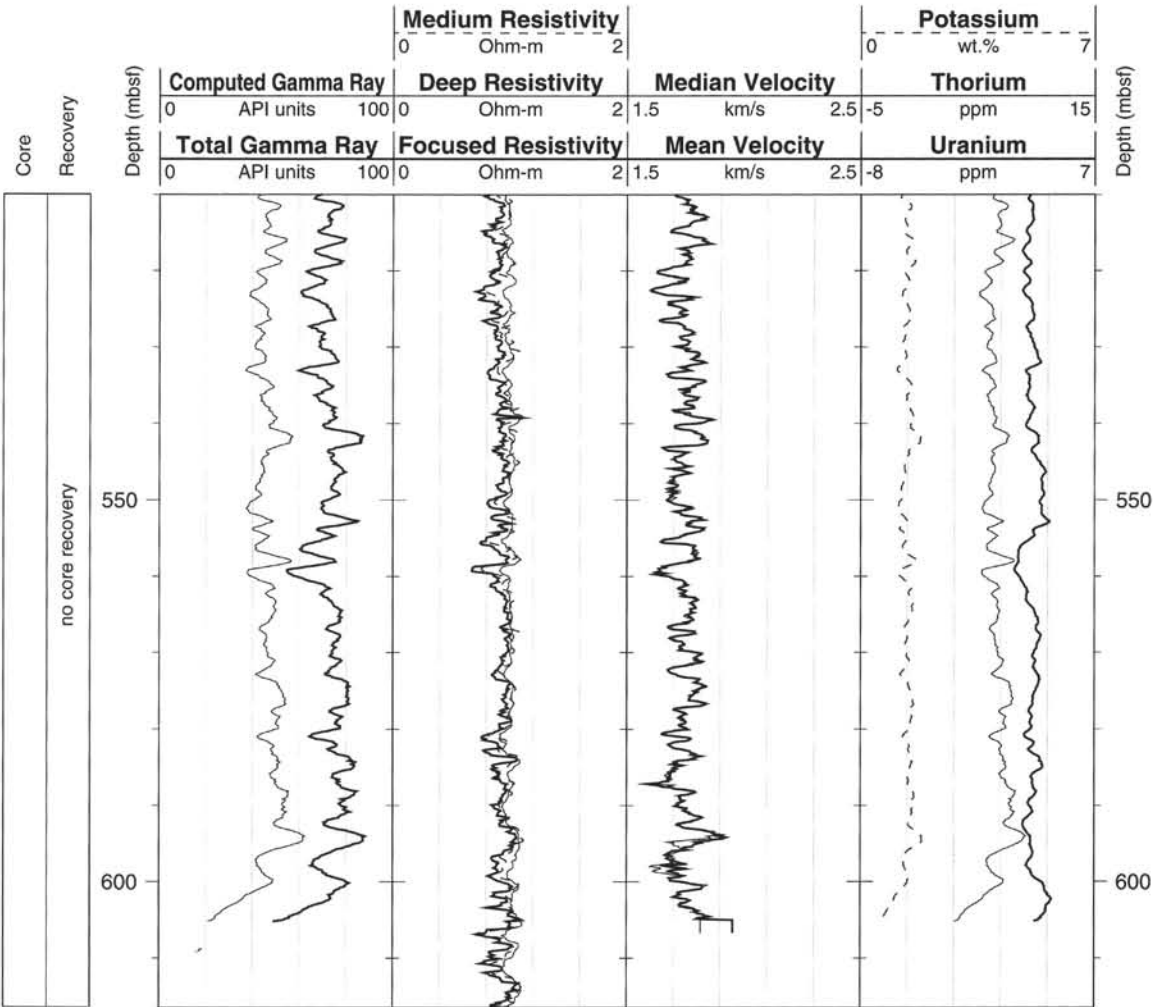 Medium Resistivity Potassium
0 Ohm-m 2 0 wt.% 7
Computed Gamma Ray Deep Resistivity Median Velocity Thorium
0 API units 100 0 Ohm-m 2 1.5 km/s 2.5 -5 ppm 15
Total Gamma Ray Focused Resistivity Mean Velocity Uranium
0 API units 100 0 Ohm-m 2 1.5 km/s 2.5 -8 ppm 7
Core
Recovery
Depth (mbsf)
Depth (mbsf)
no core recovery
550 550
600 600